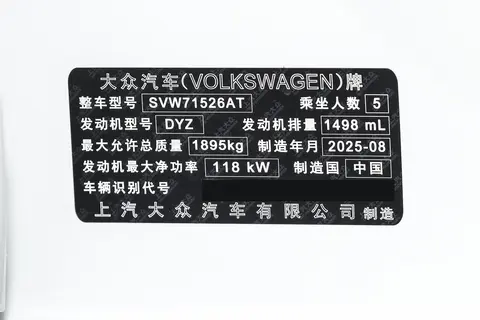 大众汽车(VOLKSWAGEN)牌
整车型号 SVW71526AT 乘坐人数 5
发动机型号 DYZ 发动机排量 1498 mL
最大允许总质量 1895kg 制造年月 2025-08
发动机最大净功率 118 kW 制造国 中国
车辆识别代号
上汽大众汽车有限公司 制造